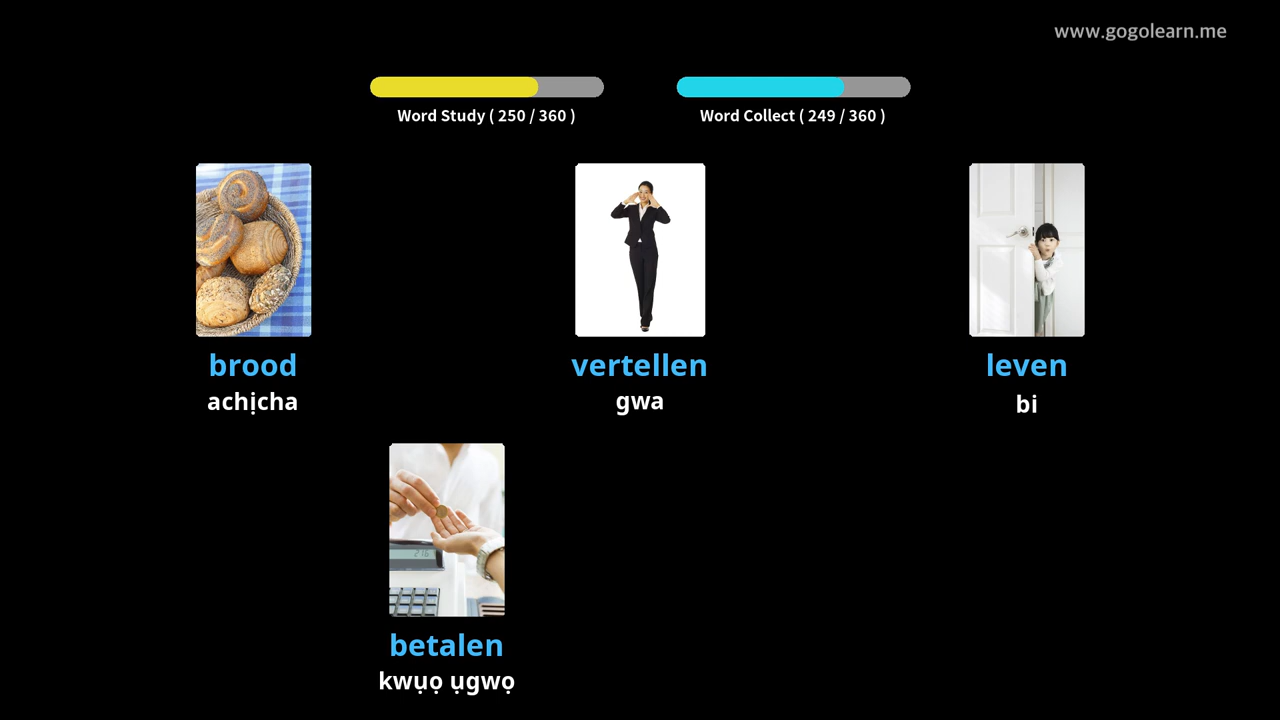 www.gogolearn.me
Word Study ( 250 / 360 )
Word Collect ( 249 / 360 )
brood
achịcha
vertellen
gwa
leven
bi
betalen
kwụọ ụgwọ